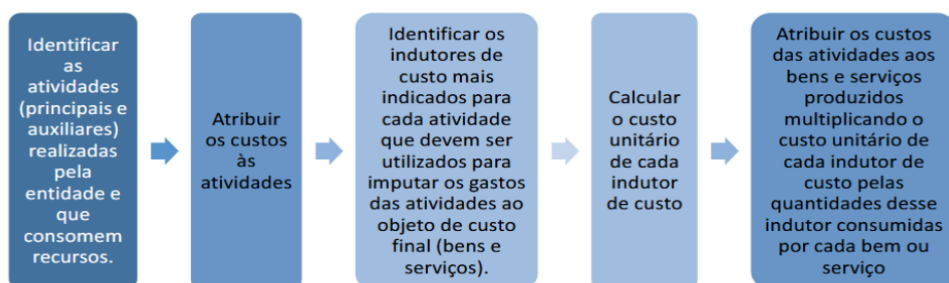 Identificar
as
atividades
(principais e
auxiliares)
realizadas
pela
entidade e
que
consomem
recursos.
Atribuir
os custos
às
atividades
Identificar os
indutores de
custo mais
indicados para
cada atividade
que devem ser
utilizados para
imputar os gastos
das atividades ao
objeto de custo
final (bens e
serviços).
Calcular
o custo
unitário
de cada
indutor
de custo
Atribuir os custos
das atividades aos
bens e serviços
produzidos
multiplicando o
custo unitário de
cada indutor de
custo pelas
quantidades desse
indutor consumidas
por cada bem ou
serviço